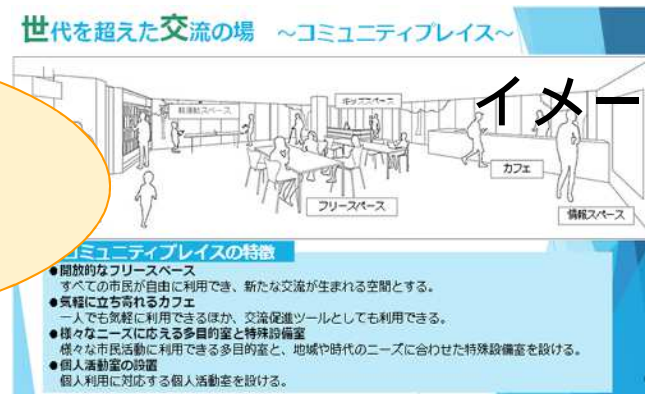 世代を超えた交流の場 ～コミュニティプレイス～
イメー
キッズスペース
カフェ
フリースペース
情報スペース
コミュニティプレイスの特徴
●開放的なフリースペース
すべての市民が自由に利用でき、新たな交流が生まれる空間とする。
●気軽に立ち寄れるカフェ
一人でも気軽に利用できるほか、交流促進ツールとしても利用できる。
●様々なニーズに応える多目的室と特殊設備室
様々な市民活動に利用できる多目的室と、地域や時代のニーズに合わせた特殊設備室を設ける。
●個人活動室の設置
個人利用に対応する個人活動室を設ける。